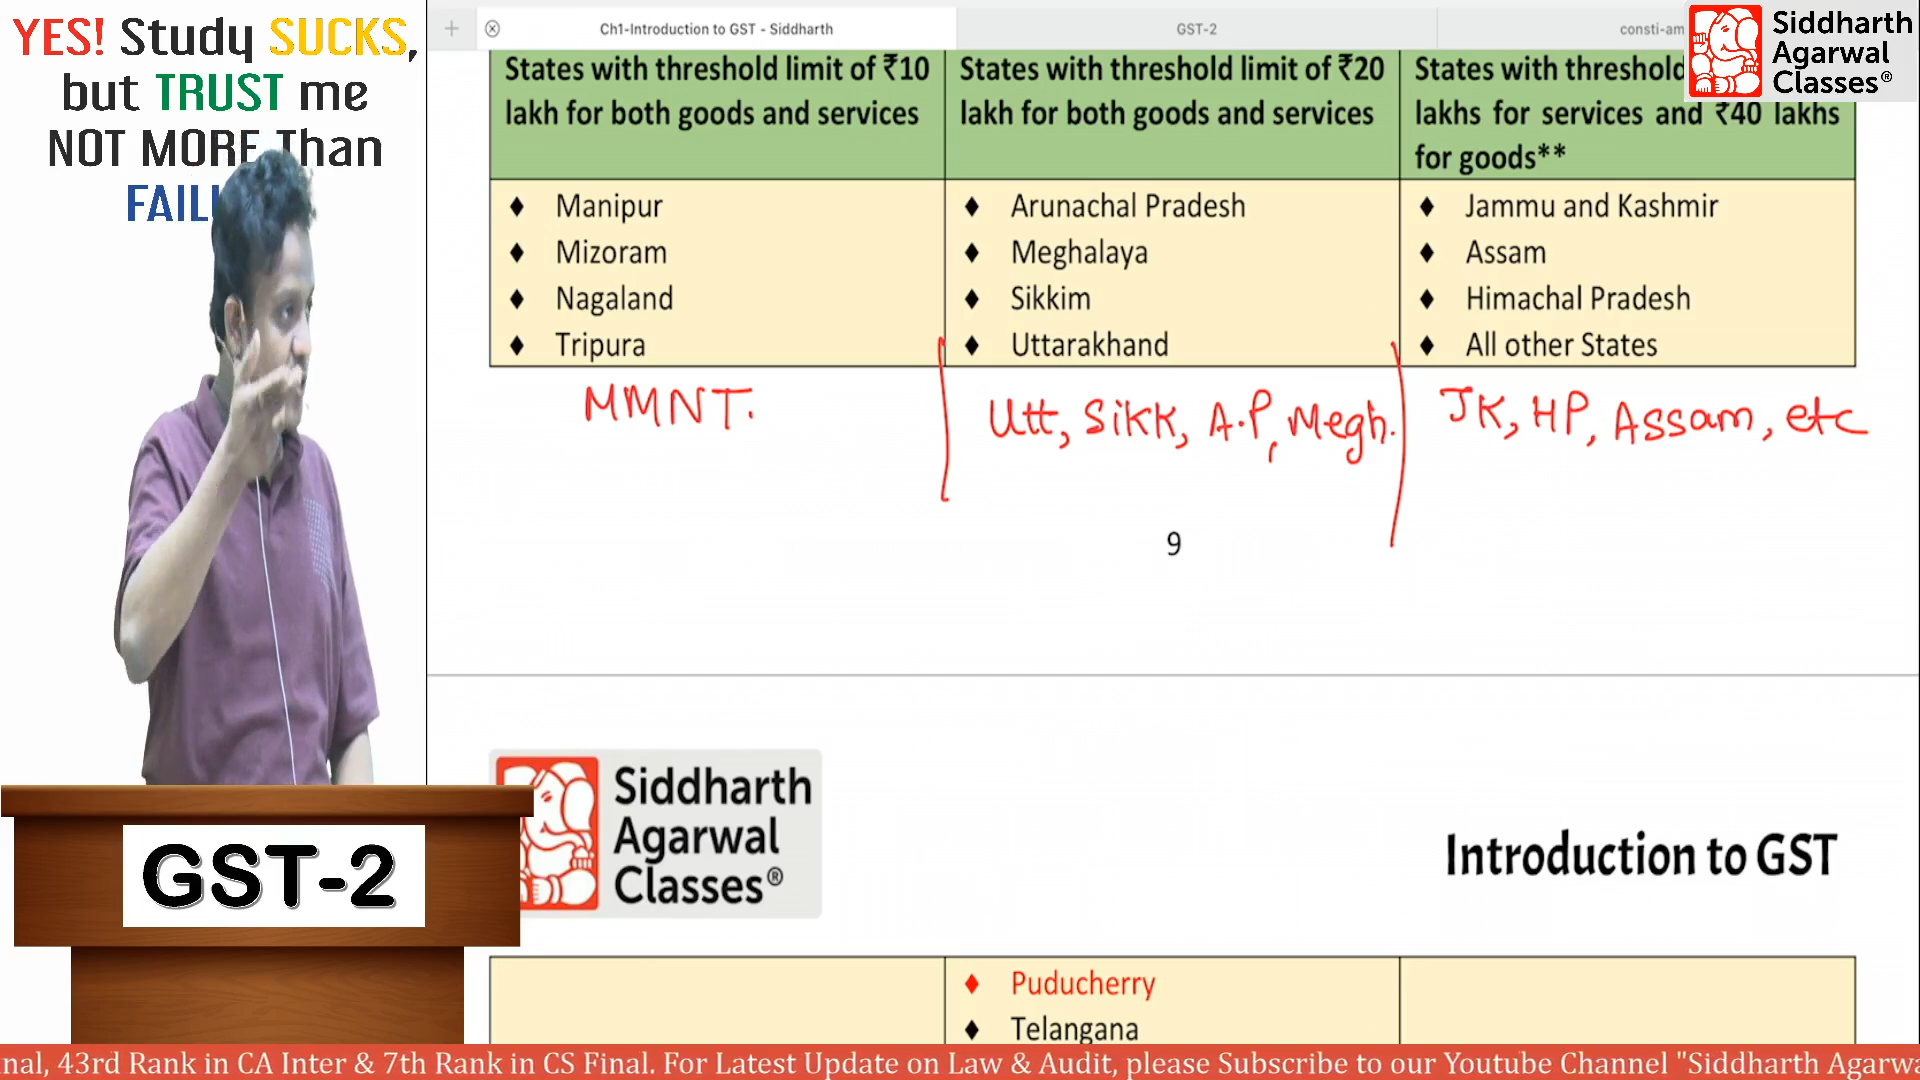 YES! Study SUCKS,
but TRUST me
NOT MORE Than
FAIL
Ch1-Introduction to GST - Siddharth
GST-2
consti-am
Siddharth
Agarwal
Classes®
States with threshold limit of ₹10
lakh for both goods and services
States with threshold limit of ₹20
lakh for both goods and services
States with threshold
lakhs for services and ₹40 lakhs
for goods**
♦ Manipur
♦ Mizoram
♦ Nagaland
♦ Tripura
♦ Arunachal Pradesh
♦ Meghalaya
♦ Sikkim
♦ Uttarakhand
♦ Jammu and Kashmir
♦ Assam
♦ Himachal Pradesh
♦ All other States
MMNT.
Utt, Sikk, A.P, Megh.
JK, HP, Assam, etc
9
Siddharth
Agarwal
Classes®
Introduction to GST
♦ Puducherry
♦ Telangana
GST-2
nal, 43rd Rank in CA Inter & 7th Rank in CS Final. For Latest Update on Law & Audit, please Subscribe to our Youtube Channel "Siddharth Agarwa